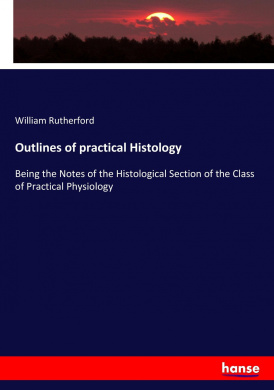 William Rutherford
Outlines of practical Histology
Being the Notes of the Histological Section of the Class
of Practical Physiology
hanse